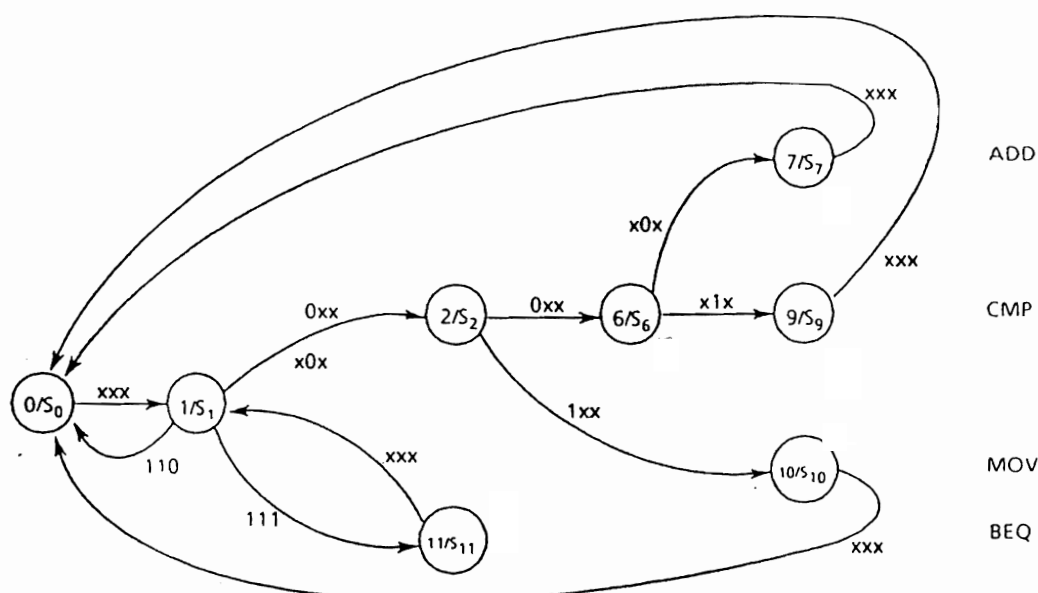 xxx
7/S7
ADD
x0x
xxx
0xx
2/S2
0xx
6/S6
x1x
9/S9
CMP
x0x
0/S0
xxx
1/S1
1xx
110
xxx
10/S10
MOV
111
11/S11
xxx
BEQ